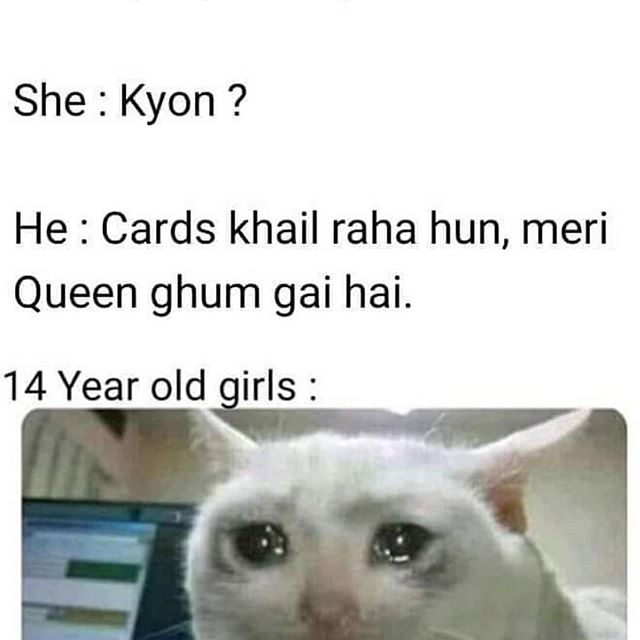 She : Kyon ?
He : Cards khail raha hun, meri
Queen ghum gai hai.
14 Year old girls :